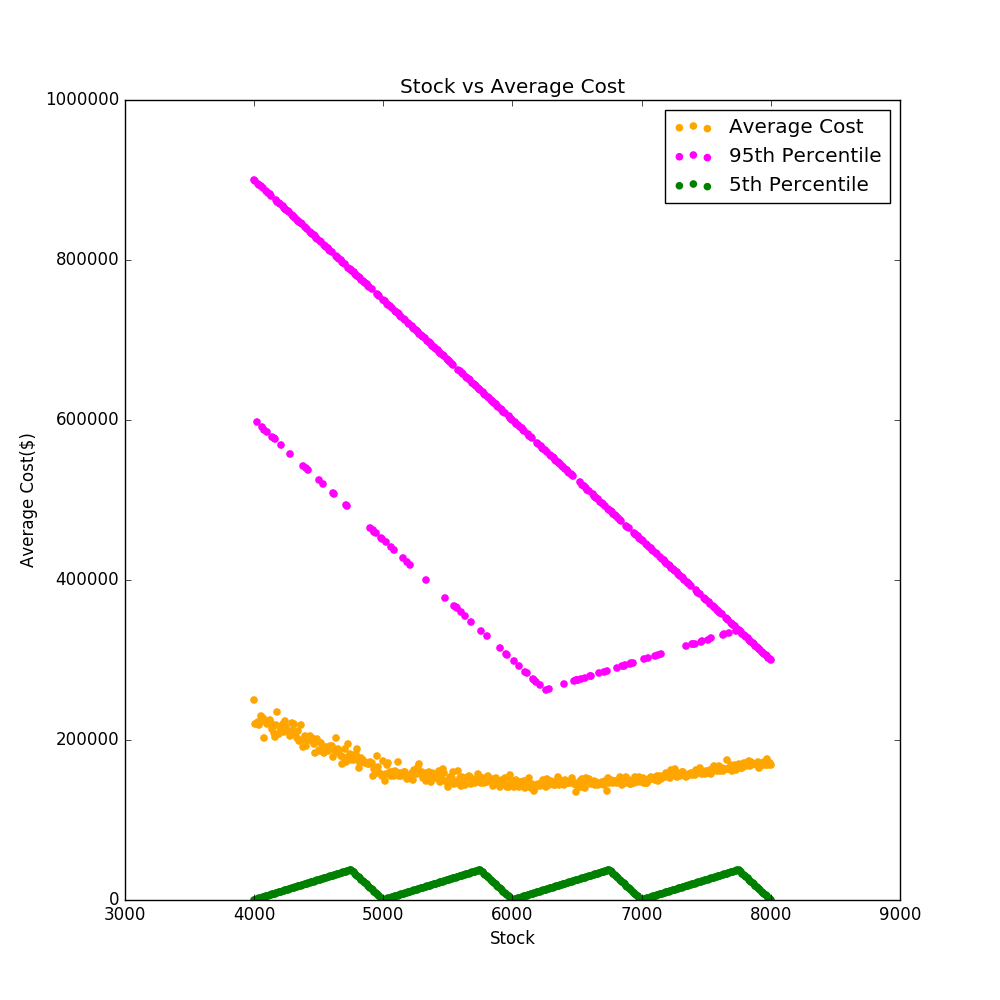 Stock vs Average Cost
1000000
800000
600000
400000
200000
0
Average Cost($)
Average Cost
95th Percentile
5th Percentile
3000 4000 5000 6000 7000 8000 9000
Stock